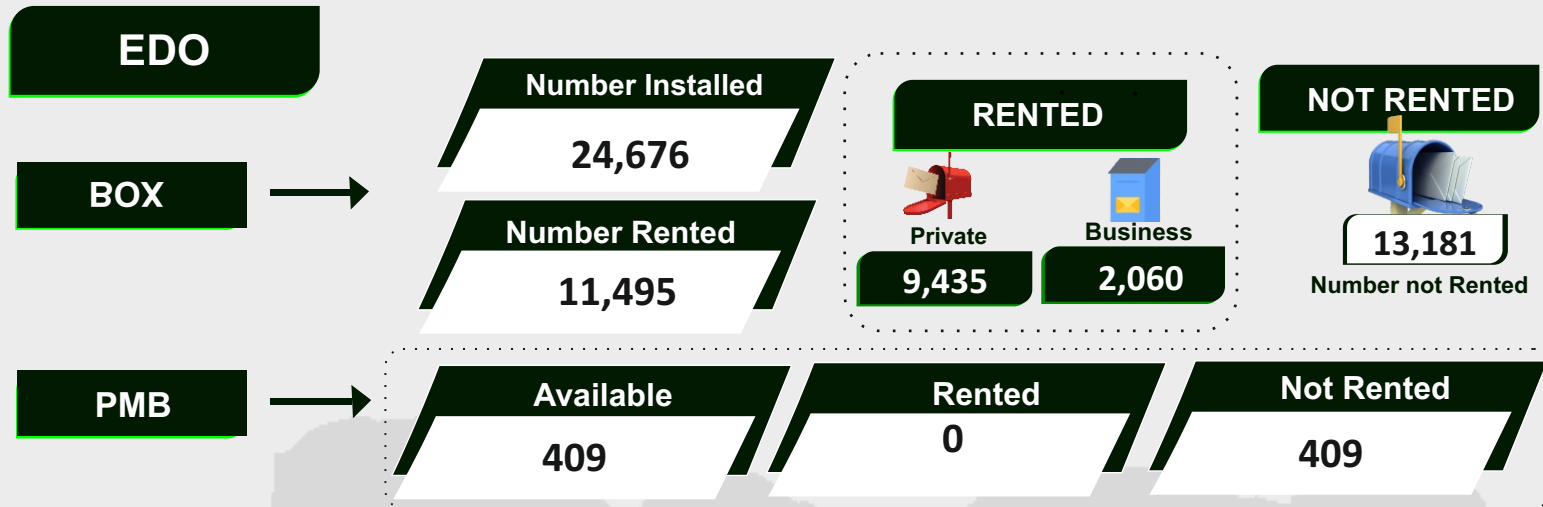 EDO
BOX
Number Installed
24,676
Number Rented
11,495
RENTED
Private
9,435
Business
2,060
NOT RENTED
13,181
Number not Rented
PMB
Available
409
Rented
0
Not Rented
409